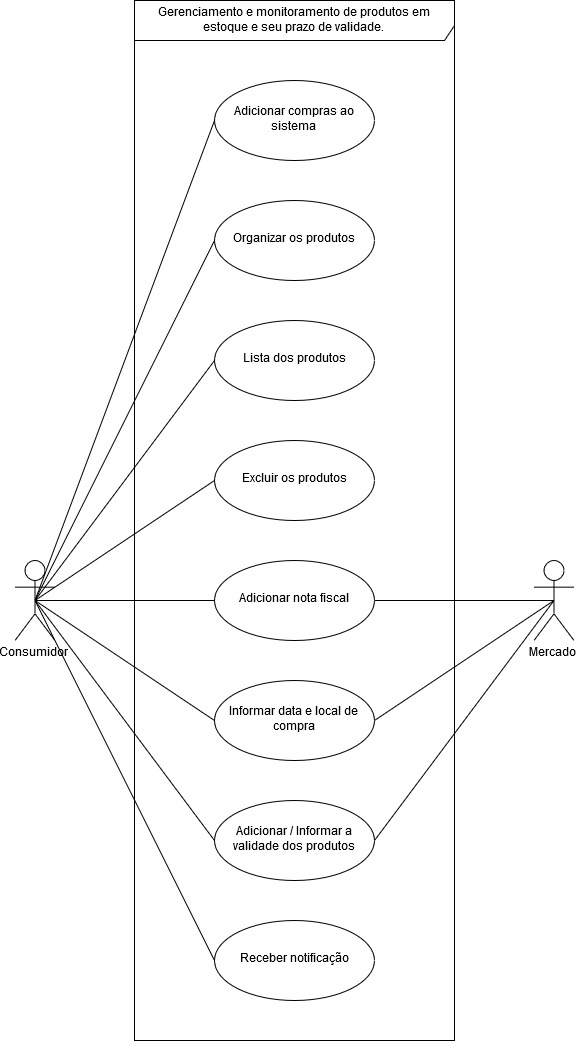 Gerenciamento e monitoramento de produtos em
estoque e seu prazo de validade.
Adicionar compras ao
sistema
Organizar os produtos
Lista dos produtos
Excluir os produtos
Adicionar nota fiscal
Consumidor
Mercado
Informar data e local de
compra
Adicionar / Informar a
validade dos produtos
Receber notificação